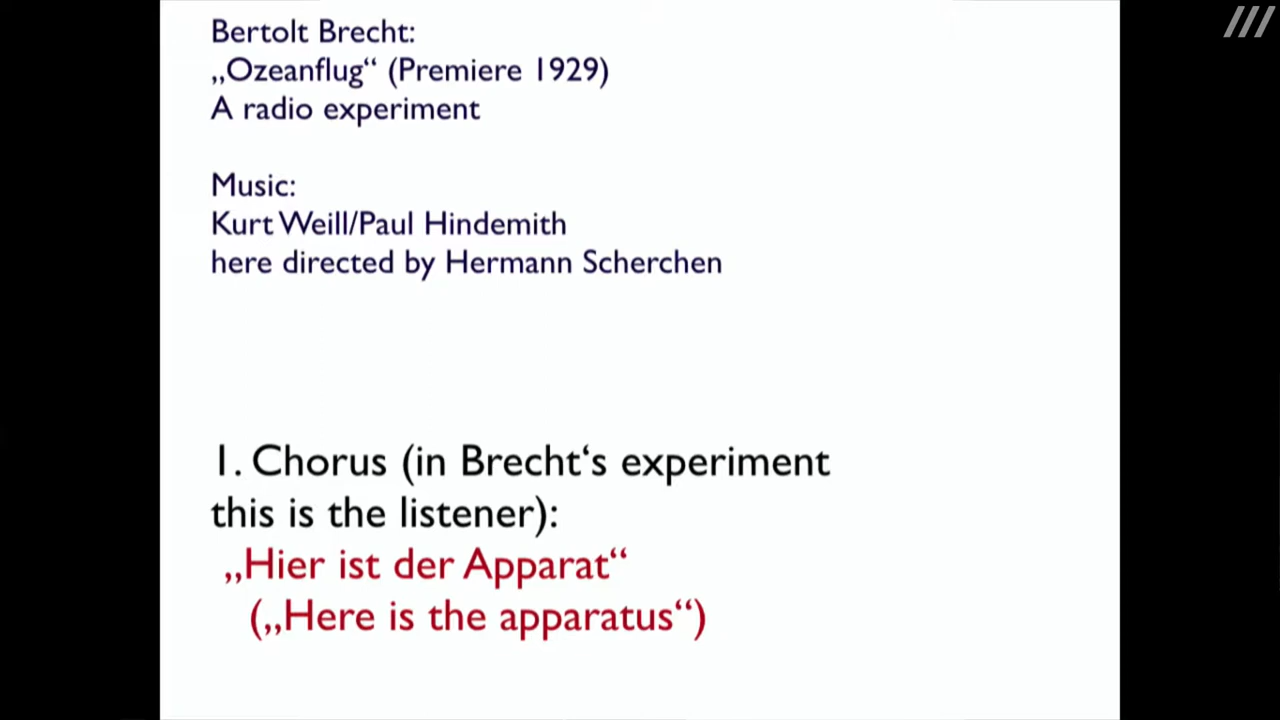 Bertolt Brecht:
„Ozeanflug“ (Premiere 1929)
A radio experiment
Music:
Kurt Weill/Paul Hindemith
here directed by Hermann Scherchen
1. Chorus (in Brecht‘s experiment
this is the listener):
„Hier ist der Apparat“
(„Here is the apparatus“)